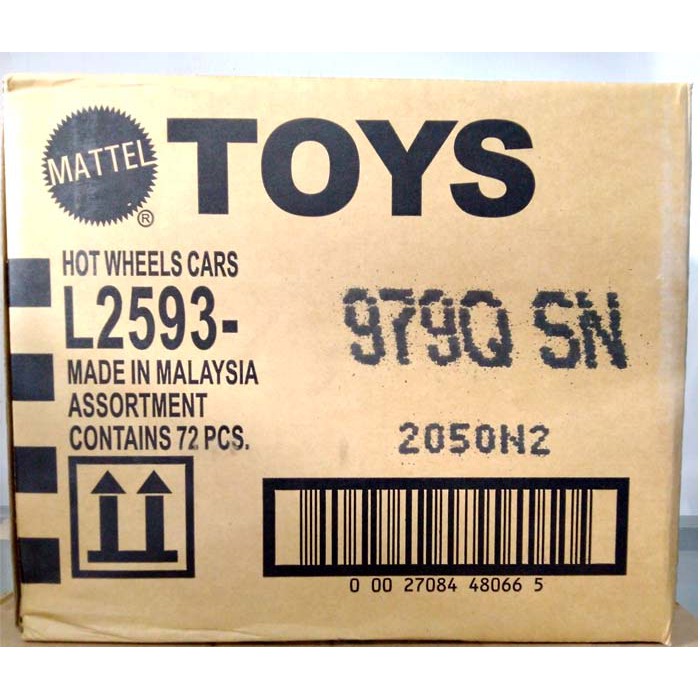 MATTEL
®
TOYS
HOT WHEELS CARS
L2593-
979Q SN
MADE IN MALAYSIA
ASSORTMENT
CONTAINS 72 PCS.
2050N2
0 00 27084 48066 5